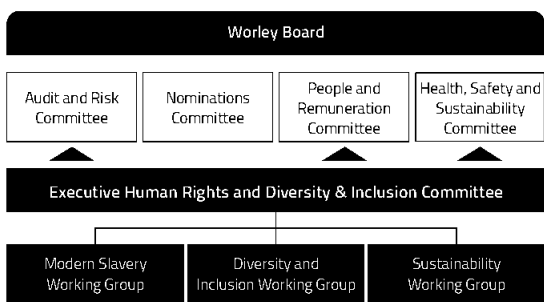 Worley Board
Audit and Risk
Committee
Nominations
Committee
People and
Remuneration
Committee
Health, Safety and
Sustainability
Committee
Executive Human Rights and Diversity & Inclusion Committee
Modern Slavery
Working Group
Diversity and
Inclusion Working Group
Sustainability
Working Group